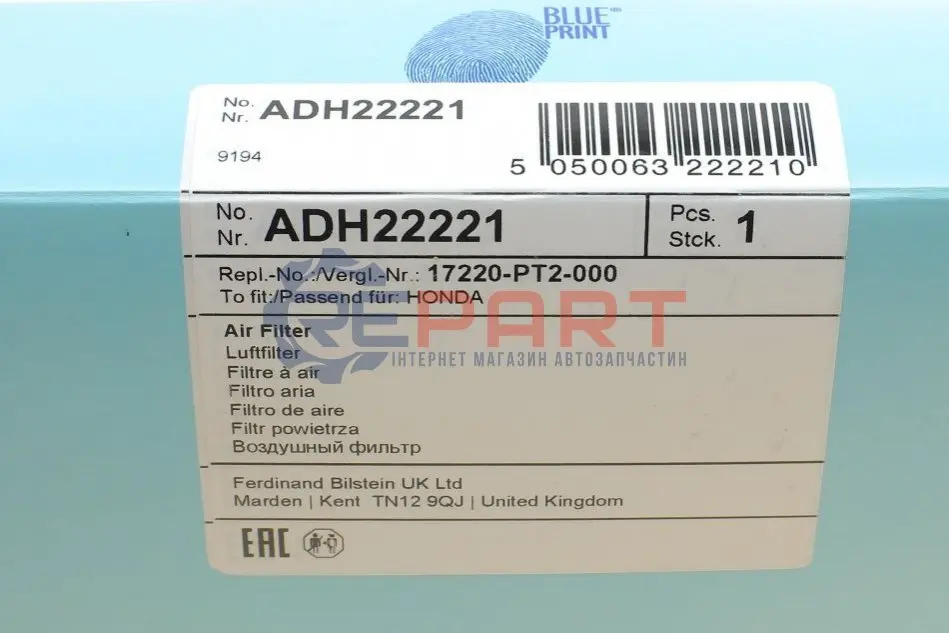 BLUE
PRINT
No.
Nr. ADH22221
9194
5 050063 222210
No.
Nr. ADH22221
Pcs.
Stck. 1
Repl.-No.:/Vergl.-Nr.: 17220-PT2-000
To fit:/Passend für: HONDA
REPART
ІНТЕРНЕТ МАГАЗИН АВТОЗАПЧАСТИН
Air Filter
Luftfilter
Filtre à air
Filtro aria
Filtro de aire
Filtr powietrza
Воздушный фильтр
Ferdinand Bilstein UK Ltd
Marden | Kent TN12 9QJ | United Kingdom
EAC